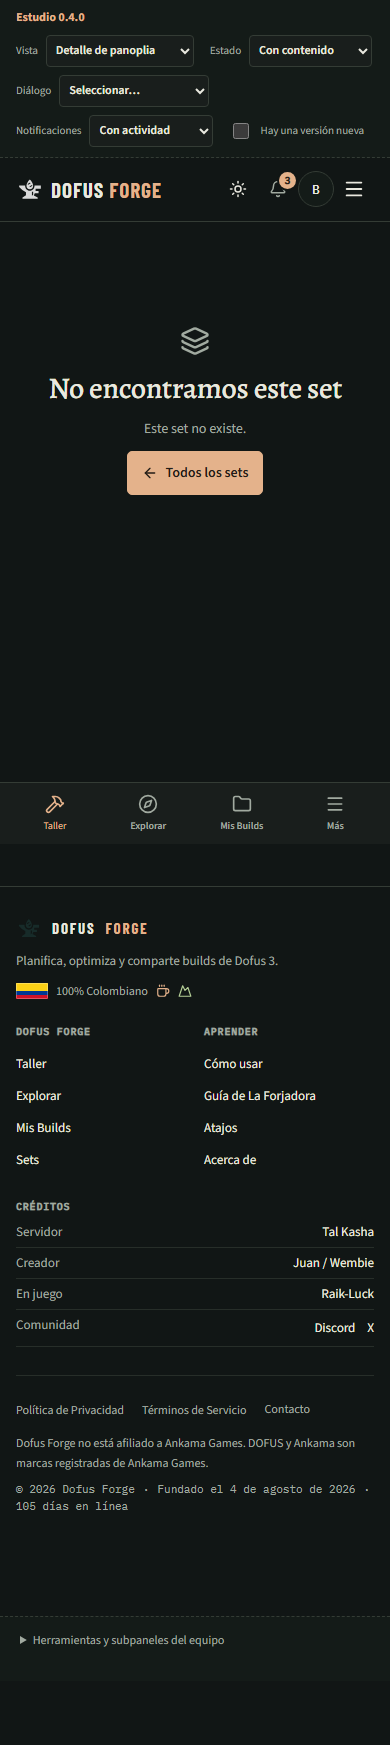 Estudio 0.4.0
Vista Detalle de panoplia Estado Con contenido
Diálogo Seleccionar...
Notificaciones Con actividad Hay una versión nueva
DOFUS FORGE 3 B
No encontramos este set
Este set no existe.
Todos los sets
Taller Explorar Mis Builds Más
DOFUS FORGE
Planifica, optimiza y comparte builds de Dofus 3.
100% Colombiano
DOFUS FORGE APRENDER
Taller Cómo usar
Explorar Guía de La Forjadora
Mis Builds Atajos
Sets Acerca de
CRÉDITOS
Servidor Tal Kasha
Creador Juan / Wembie
En juego Raik-Luck
Comunidad Discord X
Política de Privacidad Términos de Servicio Contacto
Dofus Forge no está afiliado a Ankama Games. DOFUS y Ankama son
marcas registradas de Ankama Games.
© 2026 Dofus Forge · Fundado el 4 de agosto de 2026 ·
105 días en línea
Herramientas y subpaneles del equipo